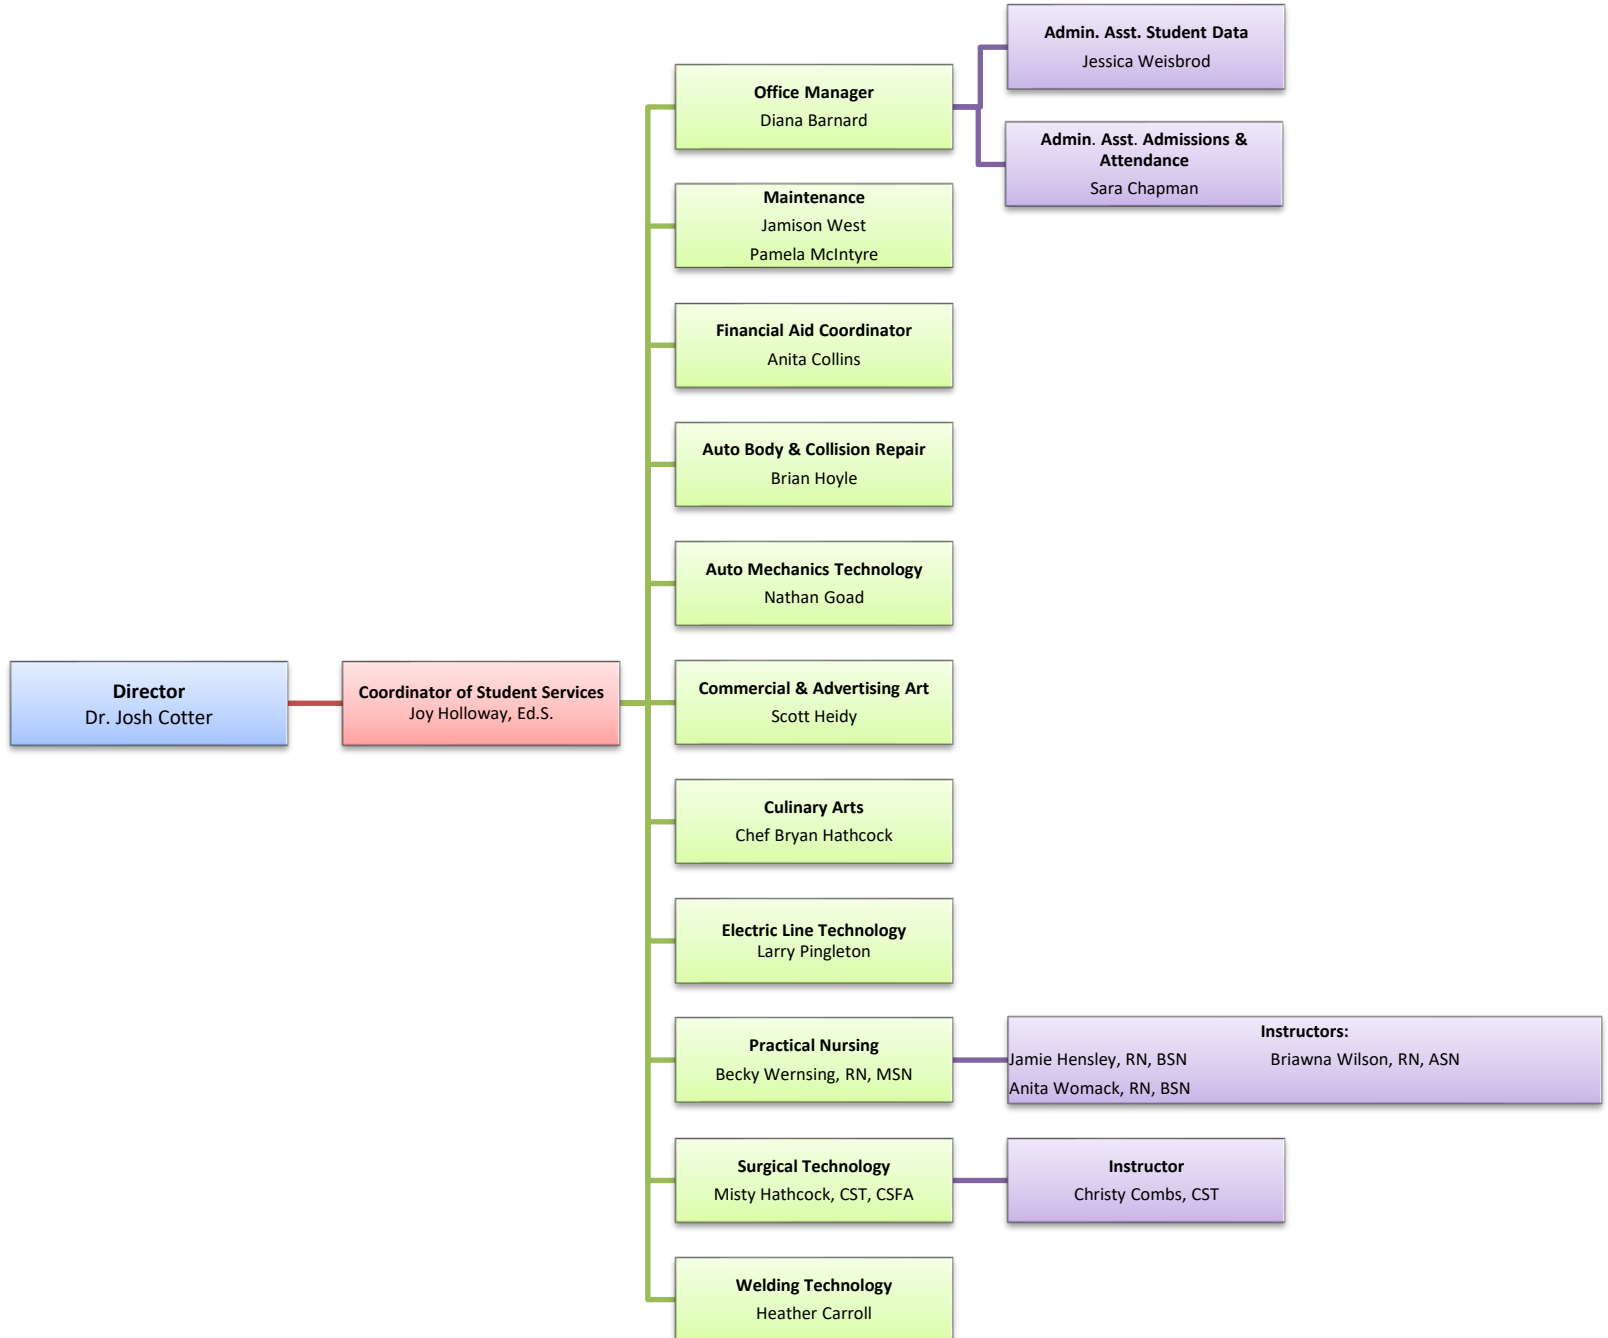 Director
Dr. Josh Cotter
Coordinator of Student Services
Joy Holloway, Ed.S.
Office Manager
Diana Barnard
Admin. Asst. Student Data
Jessica Weisbrod
Admin. Asst. Admissions &
Attendance
Sara Chapman
Maintenance
Jamison West
Pamela McIntyre
Financial Aid Coordinator
Anita Collins
Auto Body & Collision Repair
Brian Hoyle
Auto Mechanics Technology
Nathan Goad
Commercial & Advertising Art
Scott Heidy
Culinary Arts
Chef Bryan Hathcock
Electric Line Technology
Larry Pingleton
Practical Nursing
Becky Wernsing, RN, MSN
Instructors:
Jamie Hensley, RN, BSN Briawna Wilson, RN, ASN
Anita Womack, RN, BSN
Surgical Technology
Misty Hathcock, CST, CSFA
Instructor
Christy Combs, CST
Welding Technology
Heather Carroll